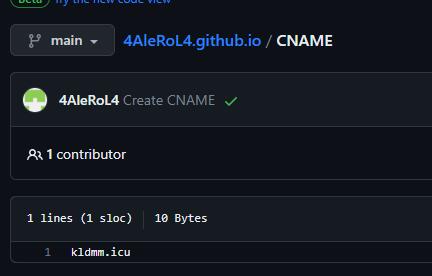 Beta Try the new code view
main 4AleRoL4.github.io / CNAME
4AleRoL4 Create CNAME
1 contributor
1 lines (1 sloc) 10 Bytes
1 kldmm.icu